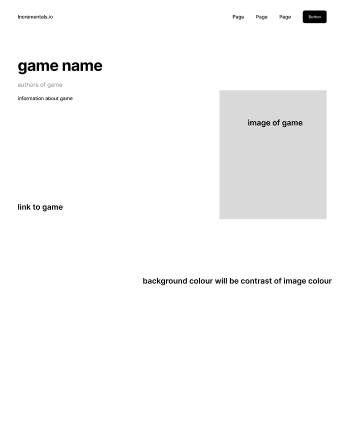 Incrementals.io
Page Page Page Button
game name
authors of game
information about game
image of game
link to game
background colour will be contrast of image colour